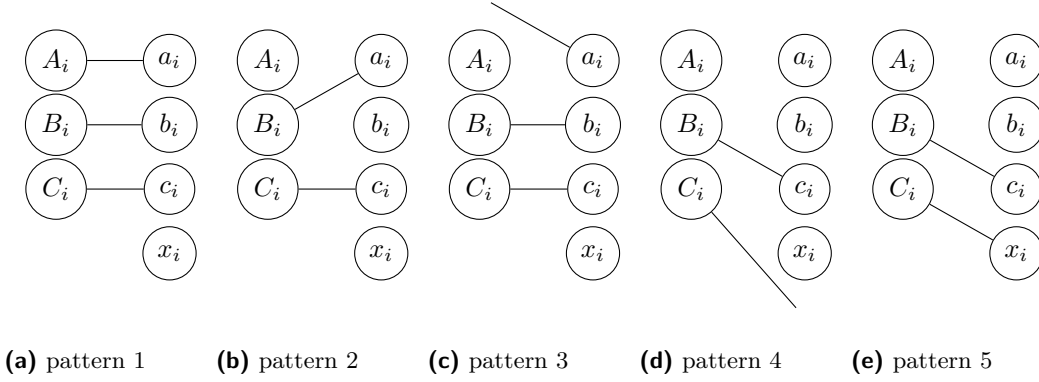 A_i a_i A_i a_i A_i a_i A_i a_i A_i a_i
B_i b_i B_i b_i B_i b_i B_i b_i B_i b_i
C_i c_i C_i c_i C_i c_i C_i c_i C_i c_i
x_i x_i x_i x_i x_i
(a) pattern 1 (b) pattern 2 (c) pattern 3 (d) pattern 4 (e) pattern 5